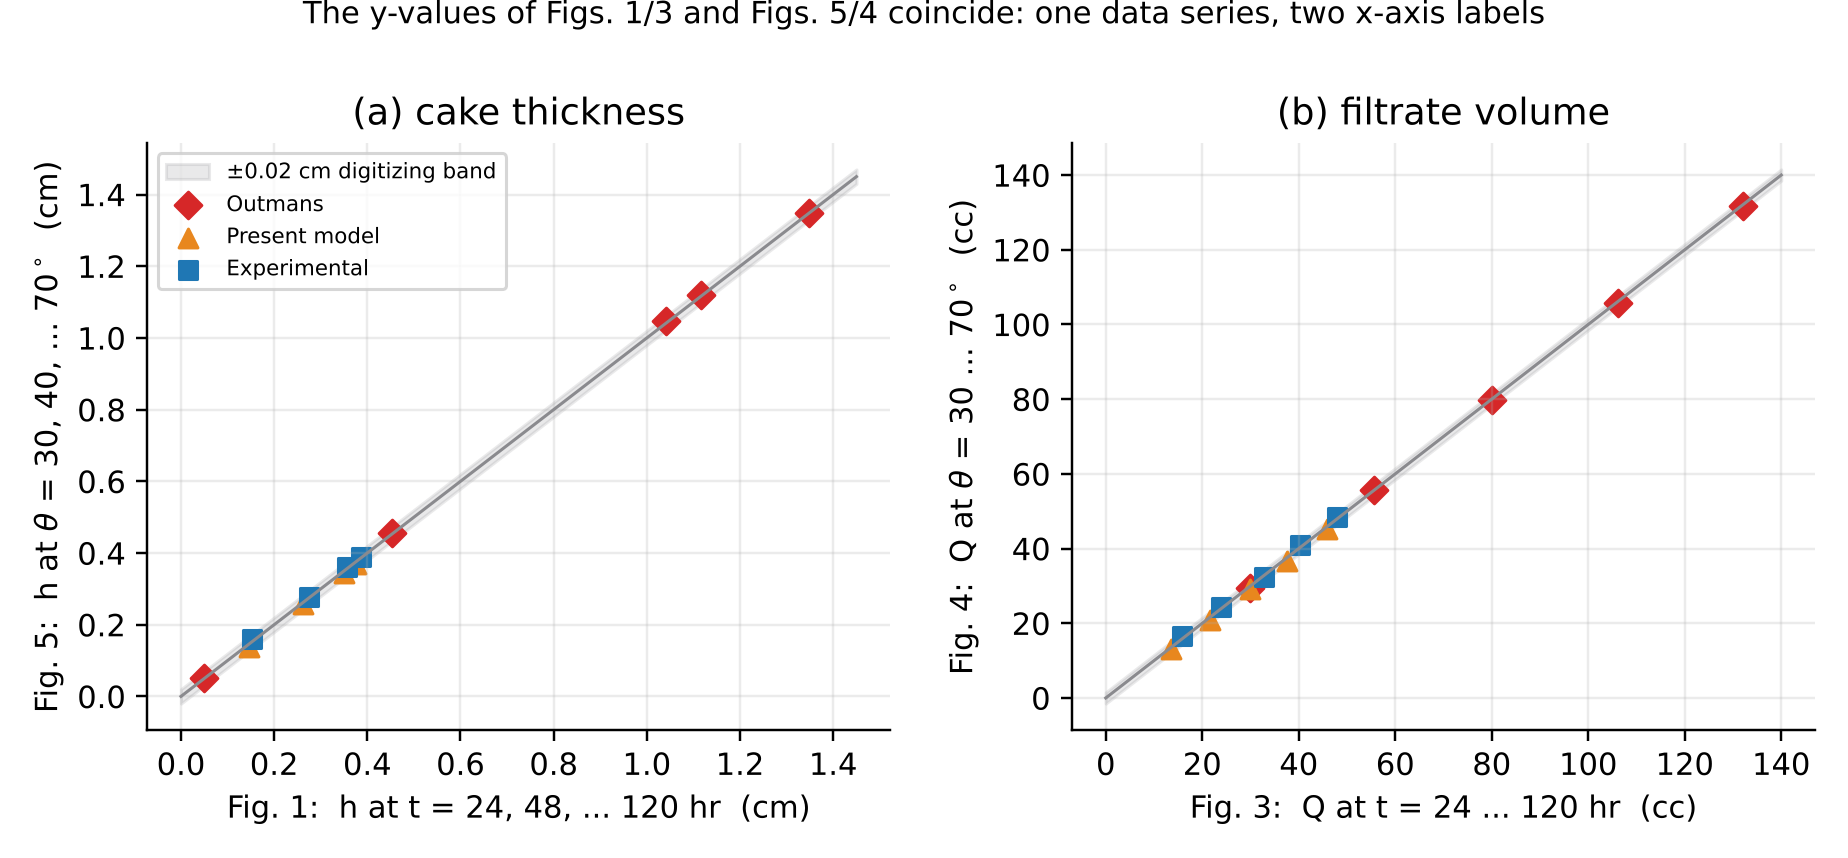 The y-values of Figs. 1/3 and Figs. 5/4 coincide: one data series, two x-axis labels
(a) cake thickness
Fig. 5:  h at θ = 30, 40, ... 70°  (cm)
1.4
1.2
1.0
0.8
0.6
0.4
0.2
0.0
±0.02 cm digitizing band
Outmans
Present model
Experimental
0.0 0.2 0.4 0.6 0.8 1.0 1.2 1.4
Fig. 1:  h at t = 24, 48, ... 120 hr  (cm)
(b) filtrate volume
Fig. 4:  Q at θ = 30 ... 70°  (cc)
140
120
100
80
60
40
20
0
0 20 40 60 80 100 120 140
Fig. 3:  Q at t = 24 ... 120 hr  (cc)